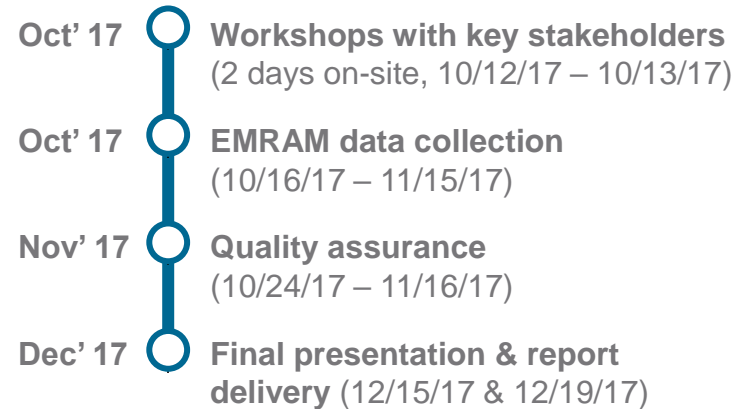 Oct’ 17 Workshops with key stakeholders
(2 days on-site, 10/12/17 – 10/13/17)
Oct’ 17 EMRAM data collection
(10/16/17 – 11/15/17)
Nov’ 17 Quality assurance
(10/24/17 – 11/16/17)
Dec’ 17 Final presentation & report
delivery (12/15/17 & 12/19/17)